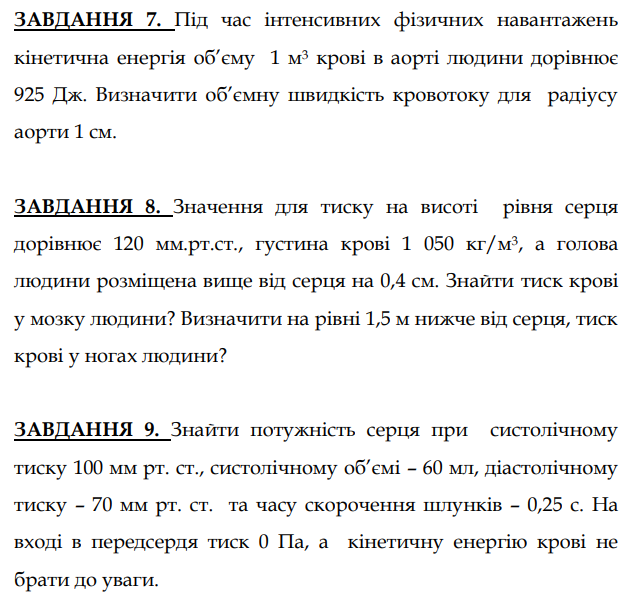 ЗАВДАННЯ 7. Під час інтенсивних фізичних навантажень
кінетична енергія об’єму 1 м³ крові в аорті людини дорівнює
925 Дж. Визначити об’ємну швидкість кровотоку для радіусу
аорти 1 см.
ЗАВДАННЯ 8. Значення для тиску на висоті рівня серця
дорівнює 120 мм.рт.ст., густина крові 1 050 кг/м³, а голова
людини розміщена вище від серця на 0,4 см. Знайти тиск крові
у мозку людини? Визначити на рівні 1,5 м нижче від серця, тиск
крові у ногах людини?
ЗАВДАННЯ 9. Знайти потужність серця при систолічному
тиску 100 мм рт. ст., систолічному об’ємі – 60 мл, діастолічному
тиску – 70 мм рт. ст. та часу скорочення шлунків – 0,25 с. На
вході в передсердя тиск 0 Па, а кінетичну енергію крові не
брати до уваги.